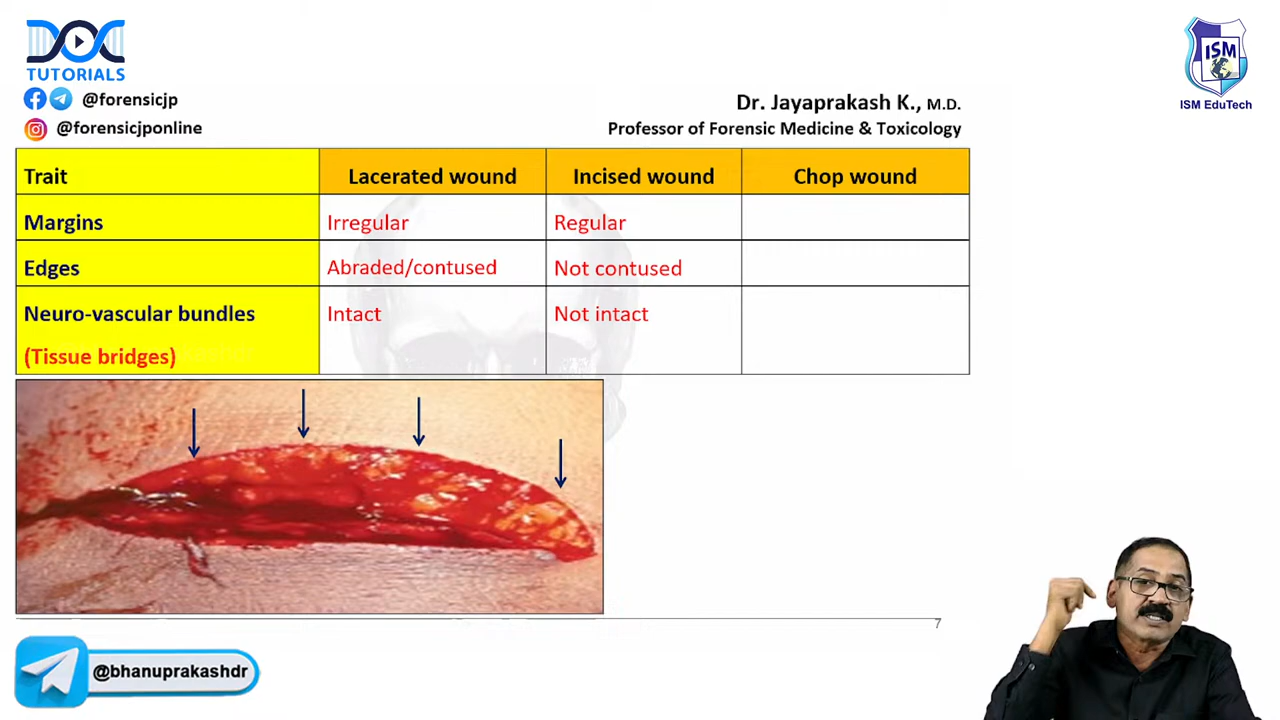 TUTORIALS
@forensicjp
@forensicjponline
ISM
ISM EduTech
Dr. Jayaprakash K., M.D.
Professor of Forensic Medicine & Toxicology
Trait Lacerated wound Incised wound Chop wound
Margins Irregular Regular
Edges Abraded/contused Not contused
Neuro-vascular bundles Intact Not intact
(Tissue bridges)
7
@bhanuprakashdr